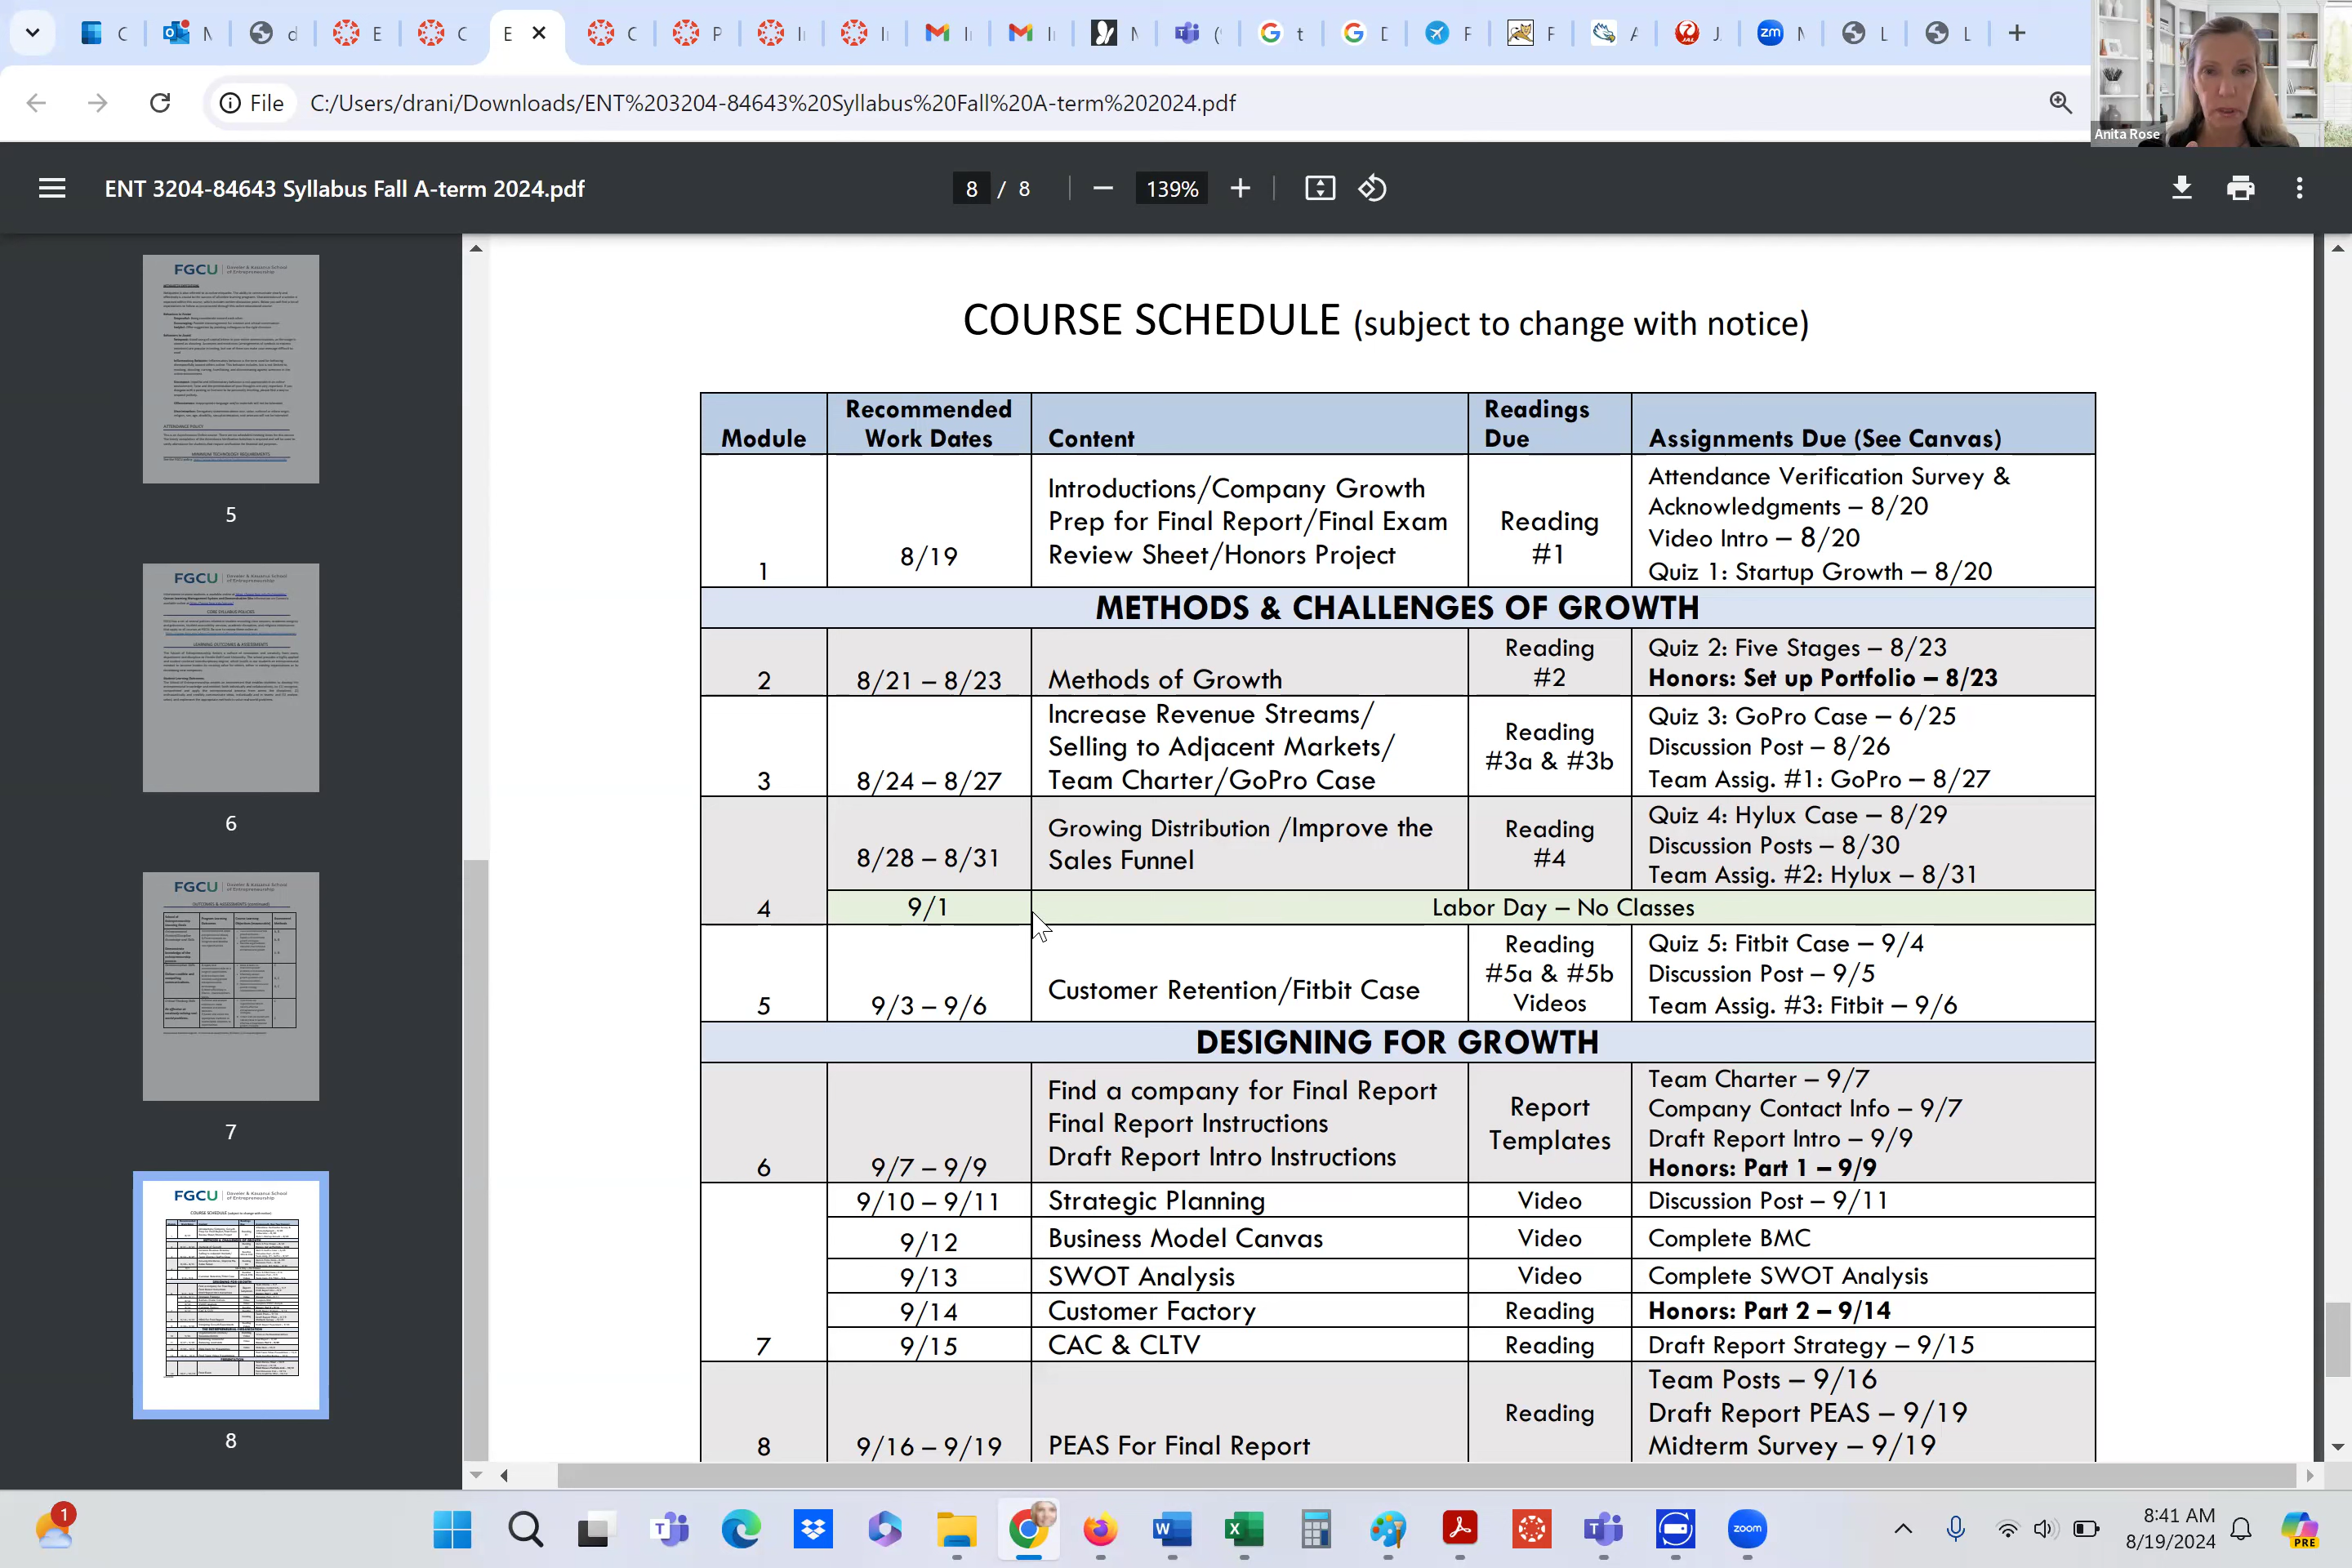 C
N
d
E
C
E
C
P
I
N
t
F
F
A
J
zm
N
L
L
File
C:/Users/drani/Downloads/ENT%203204-84643%20Syllabus%20Fall%20A-term%202024.pdf
Anita Rose
ENT 3204-84643 Syllabus Fall A-term 2024.pdf
8 / 8
139%
FGCU
5
FGCU
6
FGCU
7
FGCU
8
COURSE SCHEDULE (subject to change with notice)
Module
Recommended
Work Dates
Content
Readings
Due
Assignments Due (See Canvas)
1
8/19
Introductions/Company Growth
Prep for Final Report/Final Exam
Review Sheet/Honors Project
Reading
#1
Attendance Verification Survey &
Acknowledgments – 8/20
Video Intro – 8/20
Quiz 1: Startup Growth – 8/20
METHODS & CHALLENGES OF GROWTH
2
8/21 – 8/23
Methods of Growth
Reading
#2
Quiz 2: Five Stages – 8/23
Honors: Set up Portfolio – 8/23
3
8/24 – 8/27
Increase Revenue Streams/
Selling to Adjacent Markets/
Team Charter/GoPro Case
Reading
#3a & #3b
Quiz 3: GoPro Case – 6/25
Discussion Post – 8/26
Team Assig. #1: GoPro – 8/27
4
8/28 – 8/31
Growing Distribution /Improve the
Sales Funnel
Reading
#4
Quiz 4: Hylux Case – 8/29
Discussion Posts – 8/30
Team Assig. #2: Hylux – 8/31
9/1
Labor Day – No Classes
5
9/3 – 9/6
Customer Retention/Fitbit Case
Reading
#5a & #5b
Videos
Quiz 5: Fitbit Case – 9/4
Discussion Post – 9/5
Team Assig. #3: Fitbit – 9/6
DESIGNING FOR GROWTH
6
9/7 – 9/9
Find a company for Final Report
Final Report Instructions
Draft Report Intro Instructions
Report
Templates
Team Charter – 9/7
Company Contact Info – 9/7
Draft Report Intro – 9/9
Honors: Part 1 – 9/9
7
9/10 – 9/11
Strategic Planning
Video
Discussion Post – 9/11
9/12
Business Model Canvas
Video
Complete BMC
9/13
SWOT Analysis
Video
Complete SWOT Analysis
9/14
Customer Factory
Reading
Honors: Part 2 – 9/14
9/15
CAC & CLTV
Reading
Draft Report Strategy – 9/15
8
9/16 – 9/19
PEAS For Final Report
Reading
Team Posts – 9/16
Draft Report PEAS – 9/19
Midterm Survey – 9/19
1
zoom
8:41 AM
8/19/2024
PRE